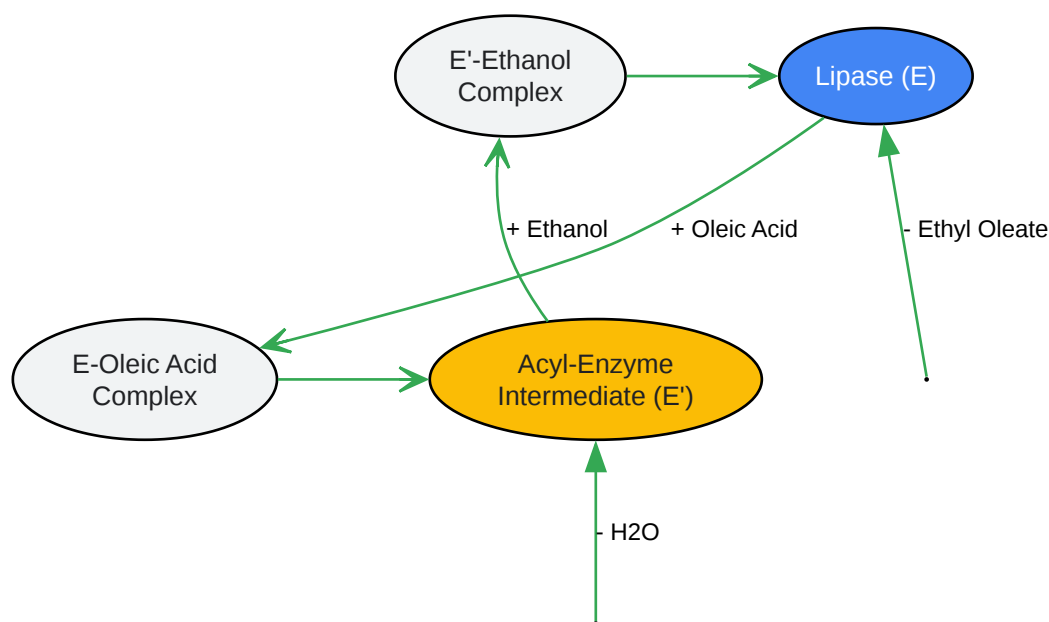 E'-Ethanol
Complex
Lipase (E)
+ Ethanol
+ Oleic Acid
- Ethyl Oleate
E-Oleic Acid
Complex
Acyl-Enzyme
Intermediate (E')
- H2O